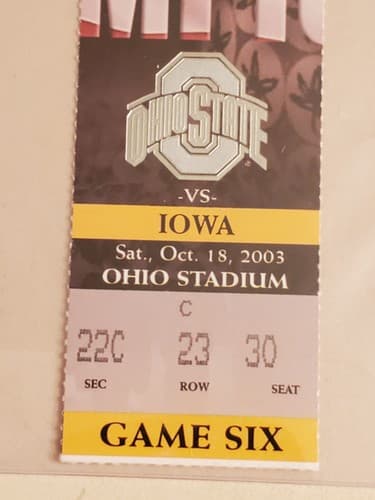 OHIO STATE
-VS-
IOWA
Sat., Oct. 18, 2003
OHIO STADIUM
C
22C 23 30
SEC ROW SEAT
GAME SIX